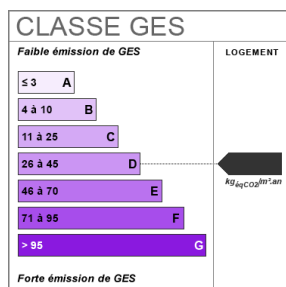 CLASSE GES
Faible émission de GES
LOGEMENT
≤ 3 A
4 à 10 B
11 à 25 C
26 à 45 D
46 à 70 E
71 à 95 F
> 95 G
kgéqCO2/m².an
Forte émission de GES